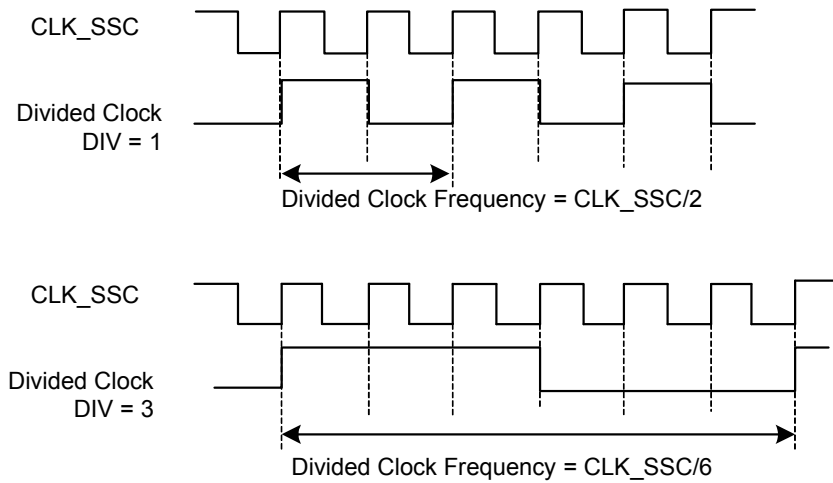 CLK_SSC
Divided Clock
DIV = 1
Divided Clock Frequency = CLK_SSC/2
CLK_SSC
Divided Clock
DIV = 3
Divided Clock Frequency = CLK_SSC/6